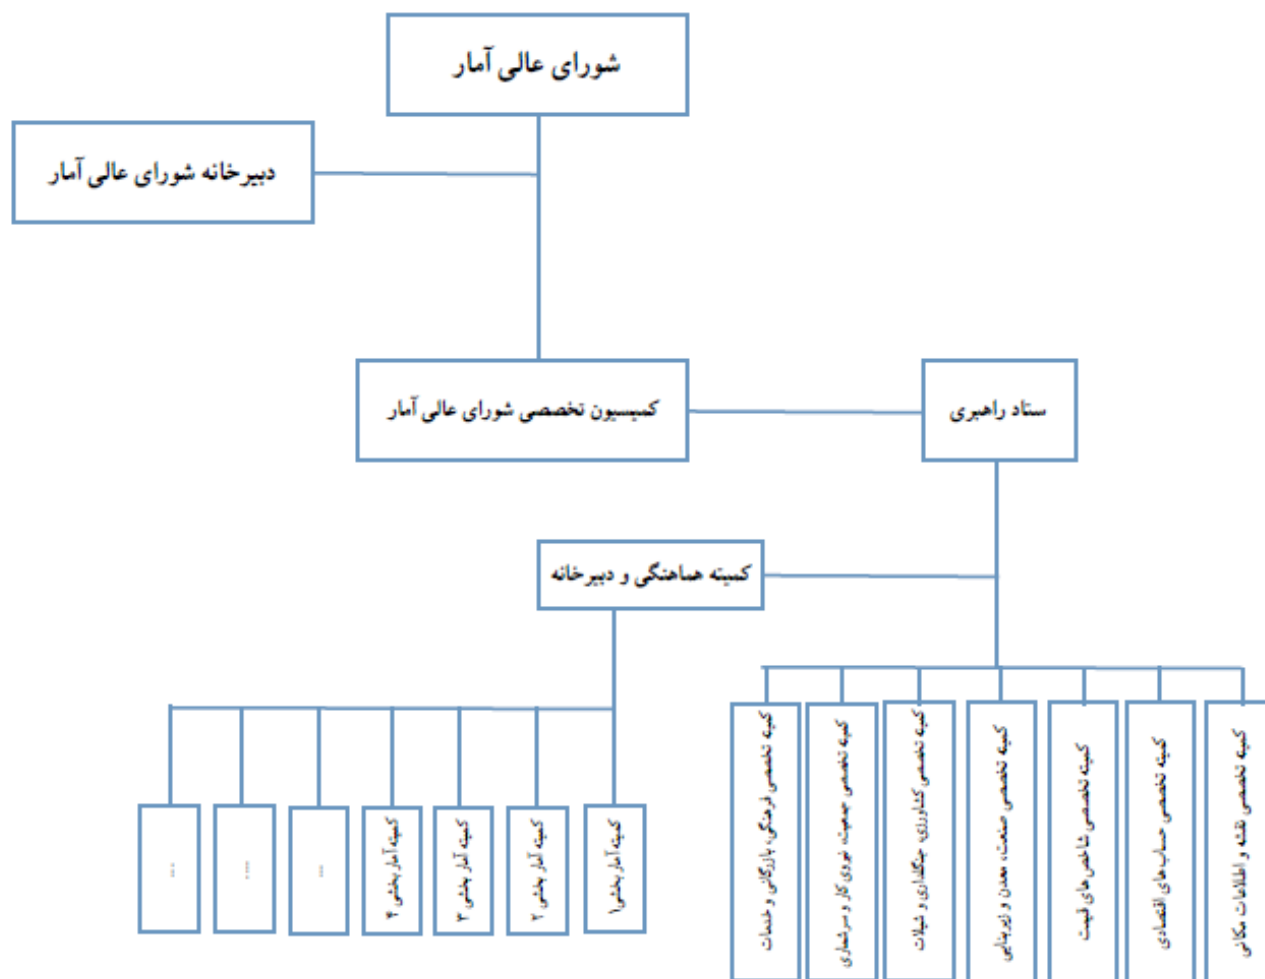 شورای عالی آمار
دبیرخانه شورای عالی آمار
کمیسیون تخصصی شورای عالی آمار
ستاد راهبری
کمیته هماهنگی و دبیرخانه
کمیته تخصصی نقشه و اطلاعات مکانی
کمیته تخصصی حساب‌های اقتصادی
کمیته تخصصی شاخص‌های قیمت
کمیته تخصصی صنعت، معدن و زیربنایی
کمیته تخصصی کشاورزی، جنگلداری و شیلات
کمیته تخصصی جمعیت، نیروی کار و سرشماری
کمیته تخصصی فرهنگی، بازرگانی و خدمات
کمیته آمار بخشی۱
کمیته آمار بخشی ۲
کمیته آمار بخشی ۳
کمیته آمار بخشی ۴
...
....
...